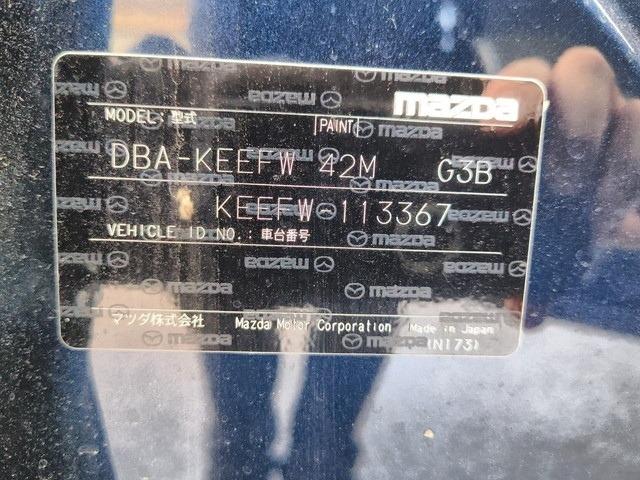 mazda
MODEL: 型式
PAINT
DBA-KEEFW 42M G3B
KEEFW-113367
VEHICLE ID NO.: 車台番号
マツダ株式会社 Mazda Motor Corporation Made in Japan
(N173)